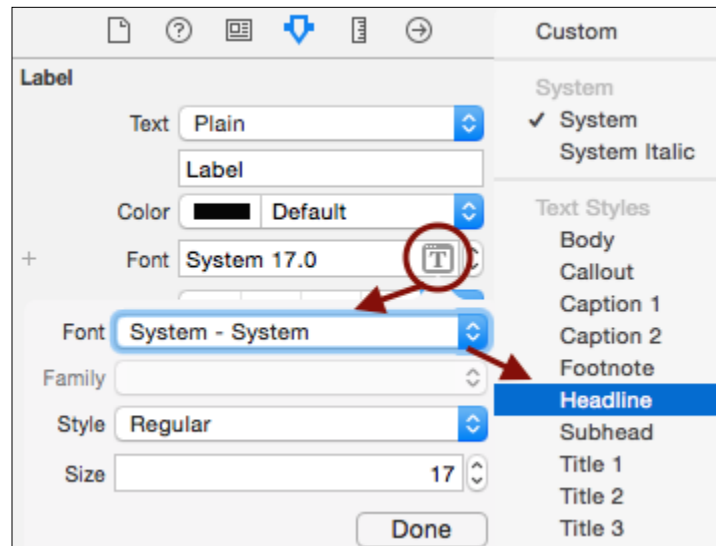 Label
Text Plain
Label
Color Default
Font System 17.0 T
Font System - System
Family
Style Regular
Size 17
Done
Custom
System
✓ System
System Italic
Text Styles
Body
Callout
Caption 1
Caption 2
Footnote
Headline
Subhead
Title 1
Title 2
Title 3